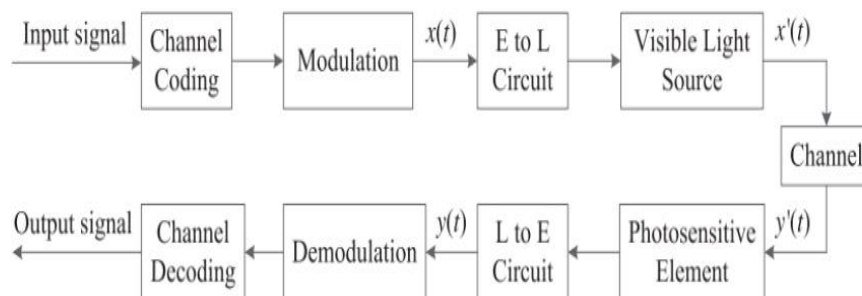 Input signal
Channel
Coding
Modulation
x(t)
E to L
Circuit
Visible Light
Source
x'(t)
Channel
Output signal
Channel
Decoding
Demodulation
y(t)
L to E
Circuit
Photosensitive
Element
y'(t)